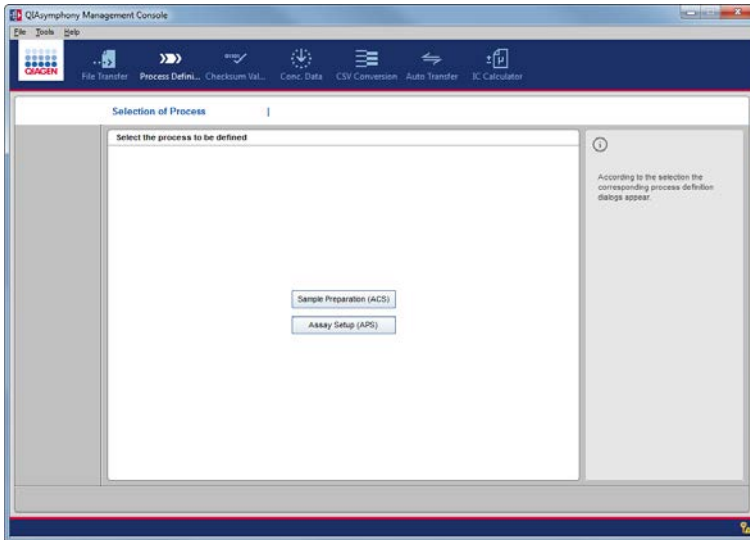 QIAsymphony Management Console
File Tools Help
QIAGEN
File Transfer Process Defini... Checksum Val... Conc. Data CSV Conversion Auto Transfer IC Calculator
Selection of Process
Select the process to be defined
According to the selection the
corresponding process definition
dialogs appear.
Sample Preparation (ACS)
Assay Setup (APS)